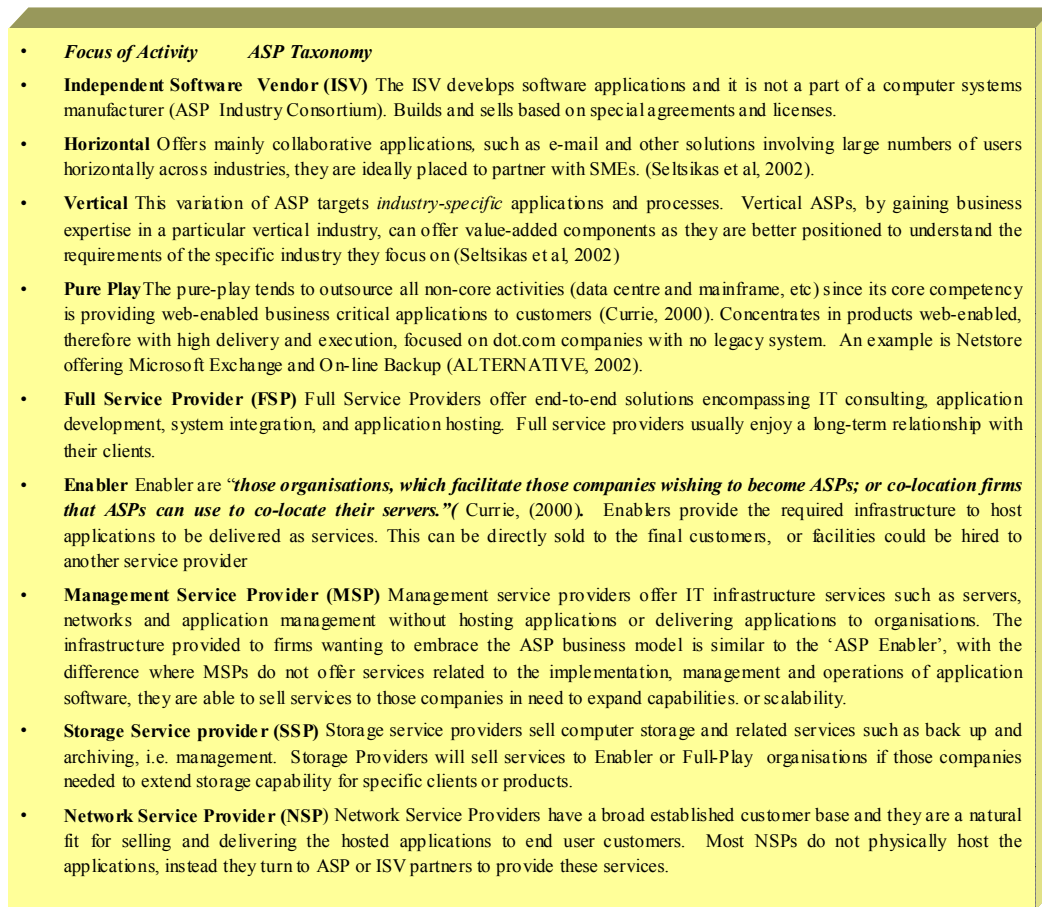 • Focus of Activity ASP Taxonomy
• Independent Software Vendor (ISV) The ISV develops software applications and it is not a part of a computer systems
manufacturer (ASP Industry Consortium). Builds and sells based on special agreements and licenses.
• Horizontal Offers mainly collaborative applications, such as e-mail and other solutions involving large numbers of users
horizontally across industries, they are ideally placed to partner with SMEs. (Seltsikas et al, 2002).
• Vertical This variation of ASP targets industry-specific applications and processes. Vertical ASPs, by gaining business
expertise in a particular vertical industry, can offer value-added components as they are better positioned to understand the
requirements of the specific industry they focus on (Seltsikas et al, 2002)
• Pure Play The pure-play tends to outsource all non-core activities (data centre and mainframe, etc) since its core competency
is providing web-enabled business critical applications to customers (Currie, 2000). Concentrates in products web-enabled,
therefore with high delivery and execution, focused on dot.com companies with no legacy system. An example is Netstore
offering Microsoft Exchange and On-line Backup (ALTERNATIVE, 2002).
• Full Service Provider (FSP) Full Service Providers offer end-to-end solutions encompassing IT consulting, application
development, system integration, and application hosting. Full service providers usually enjoy a long-term relationship with
their clients.
• Enabler Enabler are “those organisations, which facilitate those companies wishing to become ASPs; or co-location firms
that ASPs can use to co-locate their servers.”( Currie, (2000). Enablers provide the required infrastructure to host
applications to be delivered as services. This can be directly sold to the final customers, or facilities could be hired to
another service provider
• Management Service Provider (MSP) Management service providers offer IT infrastructure services such as servers,
networks and application management without hosting applications or delivering applications to organisations. The
infrastructure provided to firms wanting to embrace the ASP business model is similar to the ‘ASP Enabler’, with the
difference where MSPs do not offer services related to the implementation, management and operations of application
software, they are able to sell services to those companies in need to expand capabilities. or scalability.
• Storage Service provider (SSP) Storage service providers sell computer storage and related services such as back up and
archiving, i.e. management. Storage Providers will sell services to Enabler or Full-Play organisations if those companies
needed to extend storage capability for specific clients or products.
• Network Service Provider (NSP) Network Service Providers have a broad established customer base and they are a natural
fit for selling and delivering the hosted applications to end user customers. Most NSPs do not physically host the
applications, instead they turn to ASP or ISV partners to provide these services.